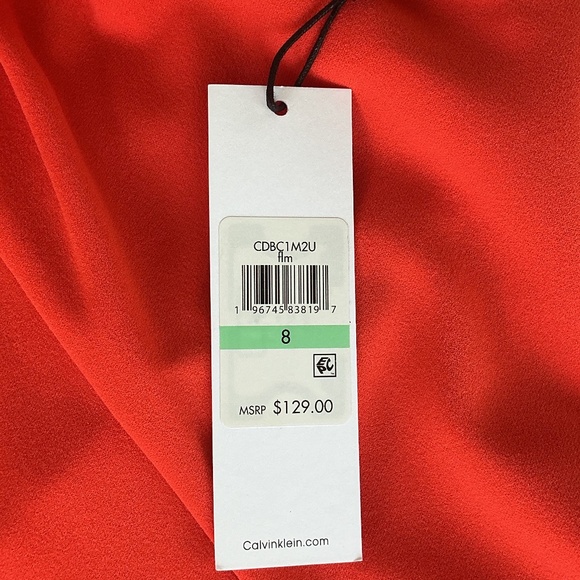 CDBC1M2U
flm
1 96745 83819 7
8
MSRP $129.00
Calvinklein.com